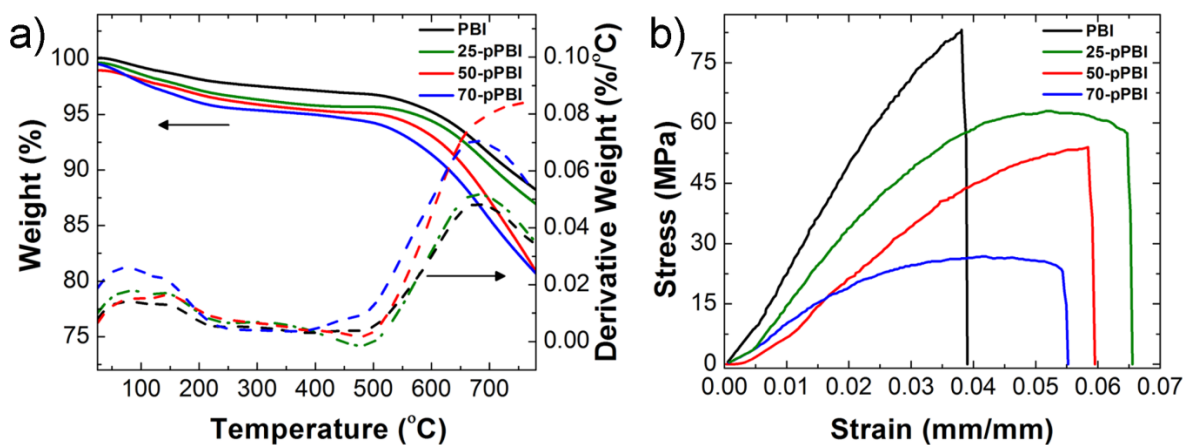 a)
PBI
25-pPBI
50-pPBI
70-pPBI
Weight (%)
100
95
90
85
80
75
0.10
0.08
0.06
0.04
0.02
0.00
Derivative Weight (%/°C)
100 200 300 400 500 600 700
Temperature (°C)
b)
PBI
25-pPBI
50-pPBI
70-pPBI
Stress (MPa)
75
60
45
30
15
0
0.00 0.01 0.02 0.03 0.04 0.05 0.06 0.07
Strain (mm/mm)